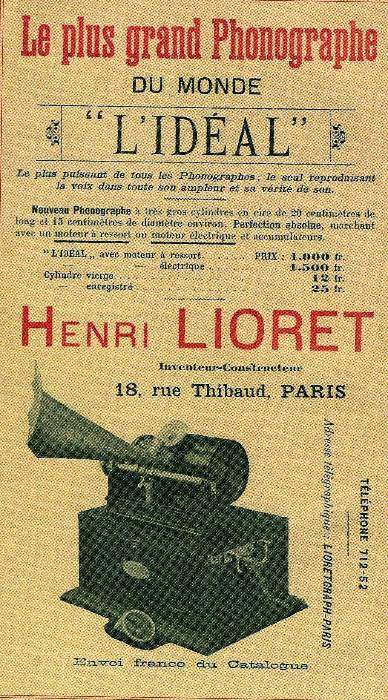 Le plus grand Phonographe
DU MONDE
"L'IDÉAL"
Le plus puissant de tous les Phonographes; le seul reproduisant
la voix dans toute son ampleur et sa vérité de son.
Nouveau Phonographe à très gros cylindres en cire de 20 centimètres de
long et 13 centimètres de diamètre environ. Perfection absolue, marchant
avec un moteur à ressort ou moteur électrique et accumulateurs.
"L'IDÉAL„ avec moteur à ressort. . . . . PRIX : 1.000 fr.
— électrique . . . . 1.500 fr.
Cylindre vierge. . . . . 12 fr.
— enregistré . . . . . 25 fr.
HENRI LIORET
Inventeur-Constructeur
18, rue Thibaud, PARIS
Adresse télégraphique : LIORETGRAPH-PARIS
TÉLÉPHONE 712-52
Envoi franco du Catalogue